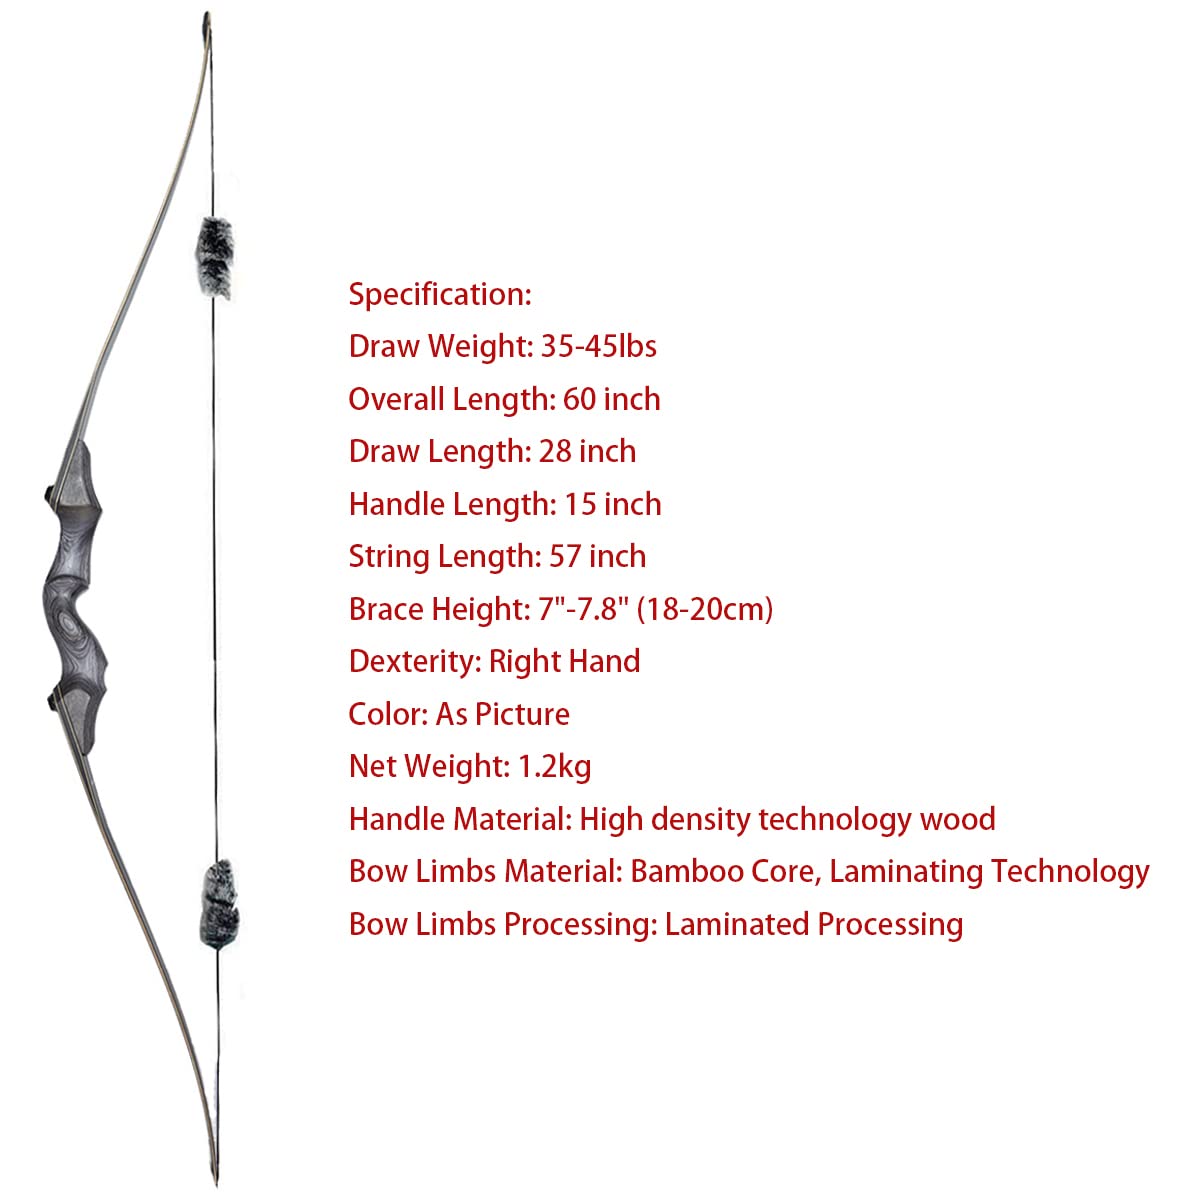 Specification:
Draw Weight: 35-45lbs
Overall Length: 60 inch
Draw Length: 28 inch
Handle Length: 15 inch
String Length: 57 inch
Brace Height: 7"-7.8" (18-20cm)
Dexterity: Right Hand
Color: As Picture
Net Weight: 1.2kg
Handle Material: High density technology wood
Bow Limbs Material: Bamboo Core, Laminating Technology
Bow Limbs Processing: Laminated Processing